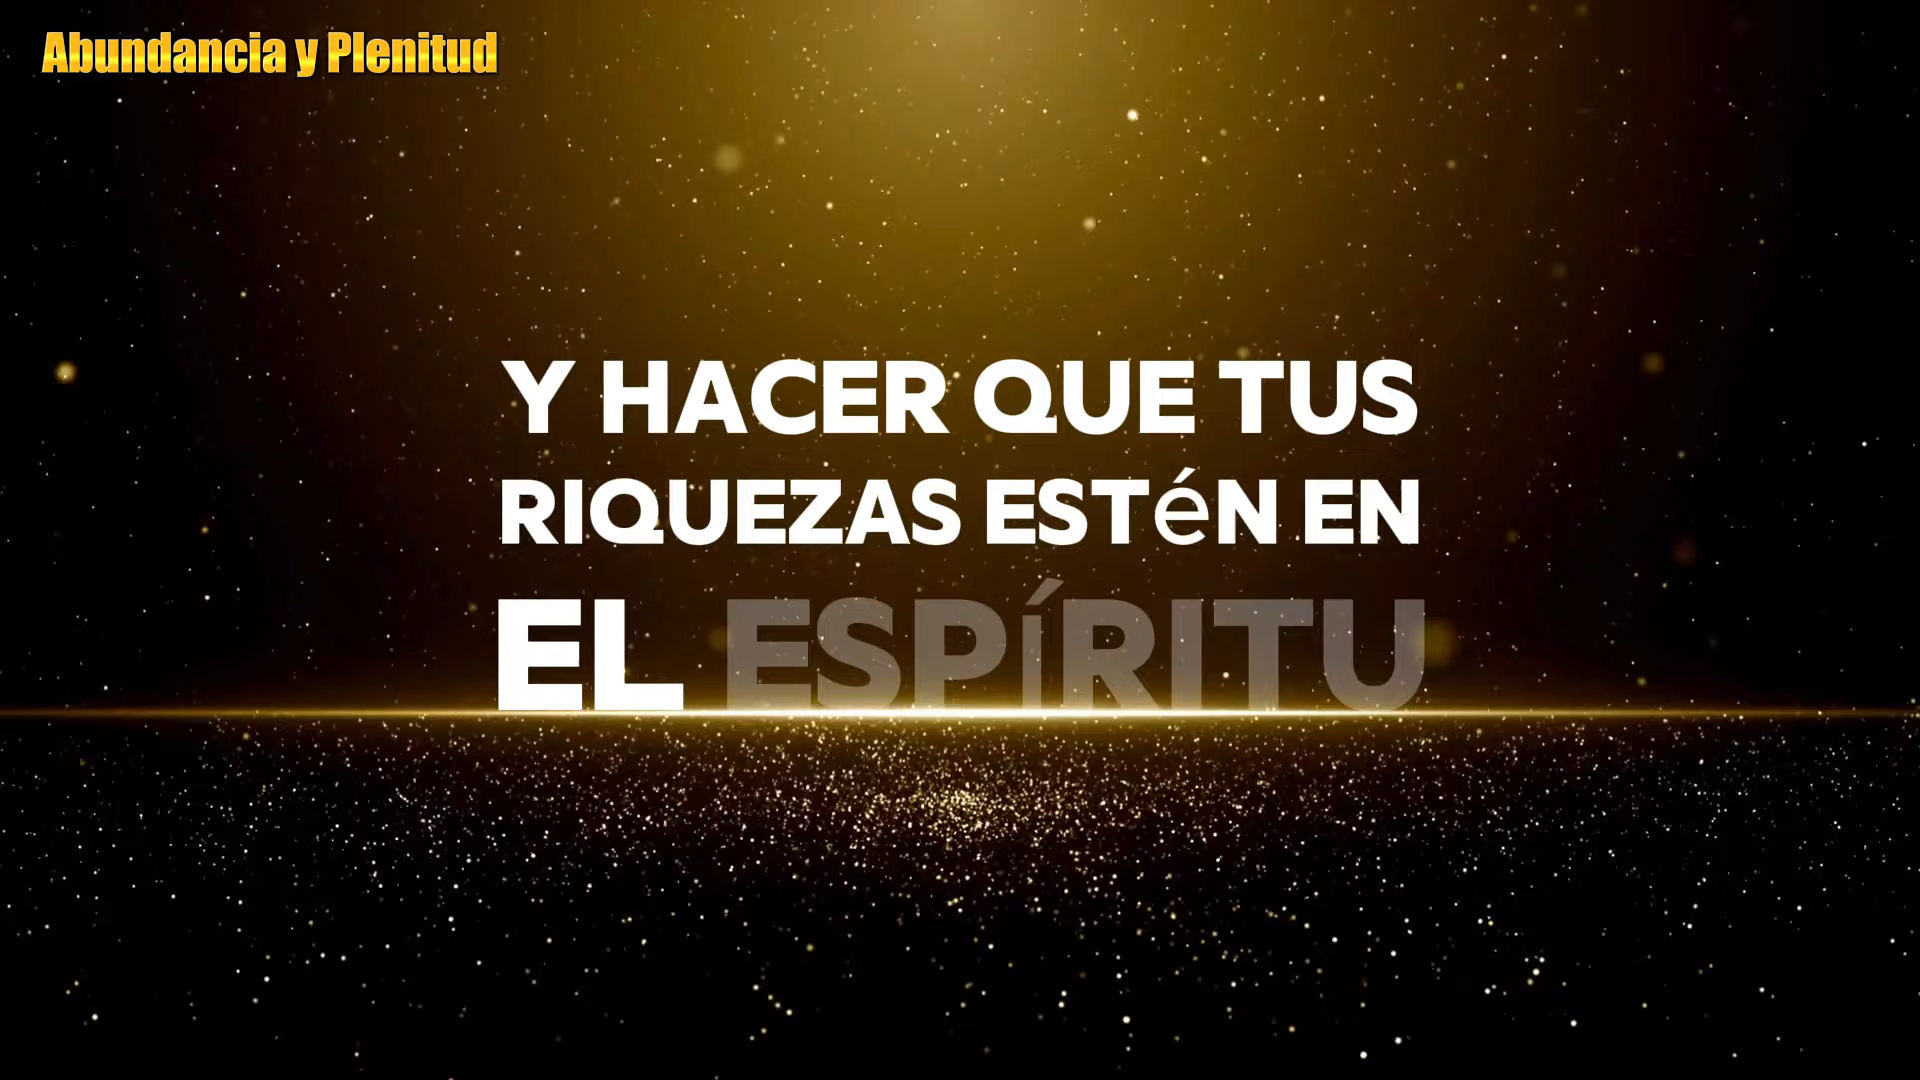 Abundancia y Plenitud
Y HACER QUE TUS
RIQUEZAS ESTéN EN
EL ESPÍRITU